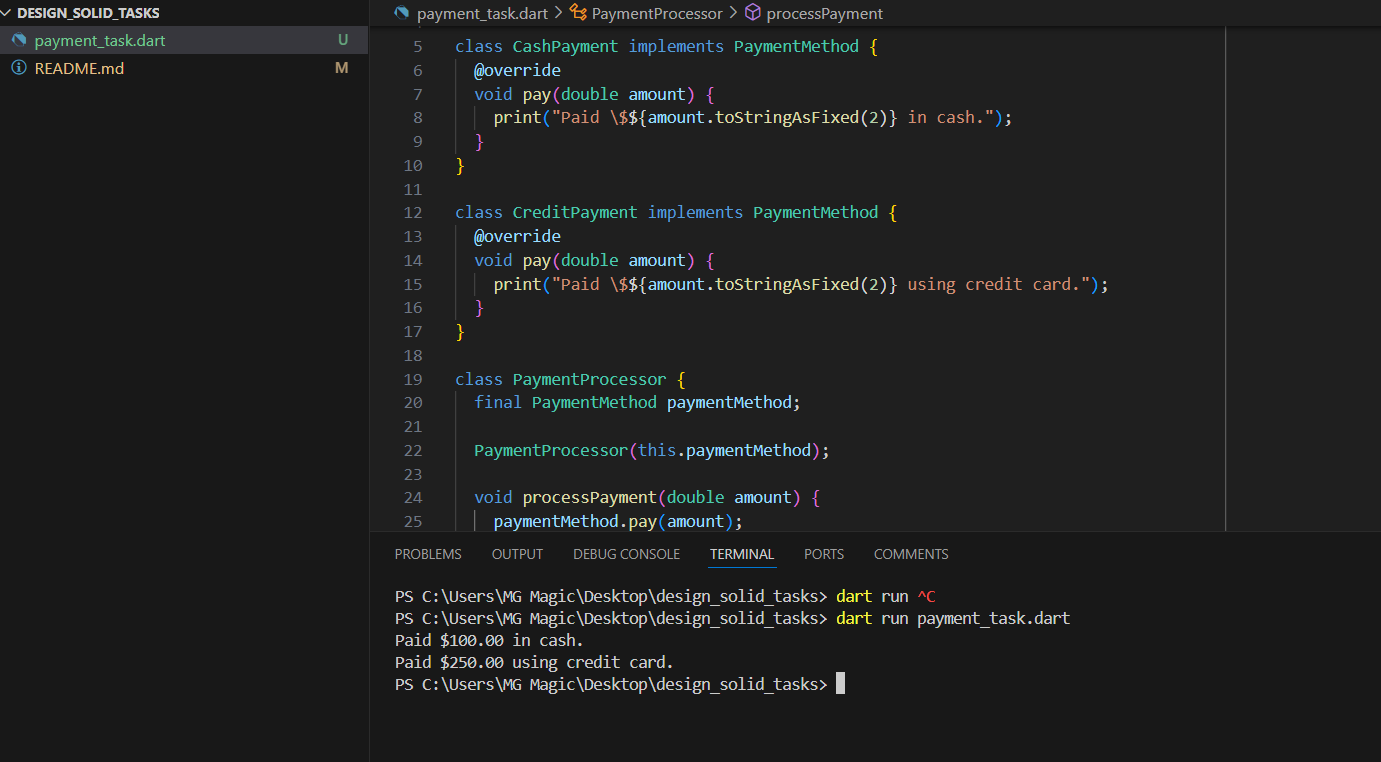 DESIGN_SOLID_TASKS
payment_task.dart U
README.md M
payment_task.dart > PaymentProcessor > processPayment
5 class CashPayment implements PaymentMethod {
6 @override
7 void pay(double amount) {
8 print("Paid \$${amount.toStringAsFixed(2)} in cash.");
9 }
10 }
11
12 class CreditPayment implements PaymentMethod {
13 @override
14 void pay(double amount) {
15 print("Paid \$${amount.toStringAsFixed(2)} using credit card.");
16 }
17 }
18
19 class PaymentProcessor {
20 final PaymentMethod paymentMethod;
21
22 PaymentProcessor(this.paymentMethod);
23
24 void processPayment(double amount) {
25 paymentMethod.pay(amount);
PROBLEMS OUTPUT DEBUG CONSOLE TERMINAL PORTS COMMENTS
PS C:\Users\MG Magic\Desktop\design_solid_tasks> dart run ^C
PS C:\Users\MG Magic\Desktop\design_solid_tasks> dart run payment_task.dart
Paid $100.00 in cash.
Paid $250.00 using credit card.
PS C:\Users\MG Magic\Desktop\design_solid_tasks>